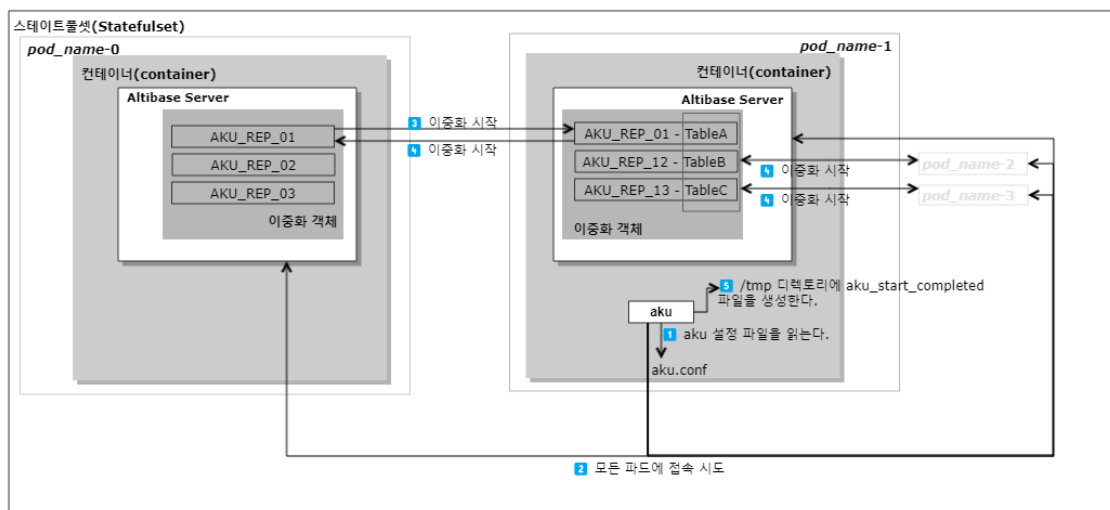 스테이트풀셋(Statefulset)
pod_name-0
컨테이너(container)
Altibase Server
AKU_REP_01
AKU_REP_02
AKU_REP_03
이중화 객체
3 이중화 시작
4 이중화 시작
pod_name-1
컨테이너(container)
Altibase Server
AKU_REP_01 - TableA
AKU_REP_12 - TableB
AKU_REP_13 - TableC
이중화 객체
4 이중화 시작
4 이중화 시작
pod_name-2
pod_name-3
5 /tmp 디렉토리에 aku_start_completed
파일을 생성한다.
aku
1 aku 설정 파일을 읽는다.
aku.conf
2 모든 파드에 접속 시도